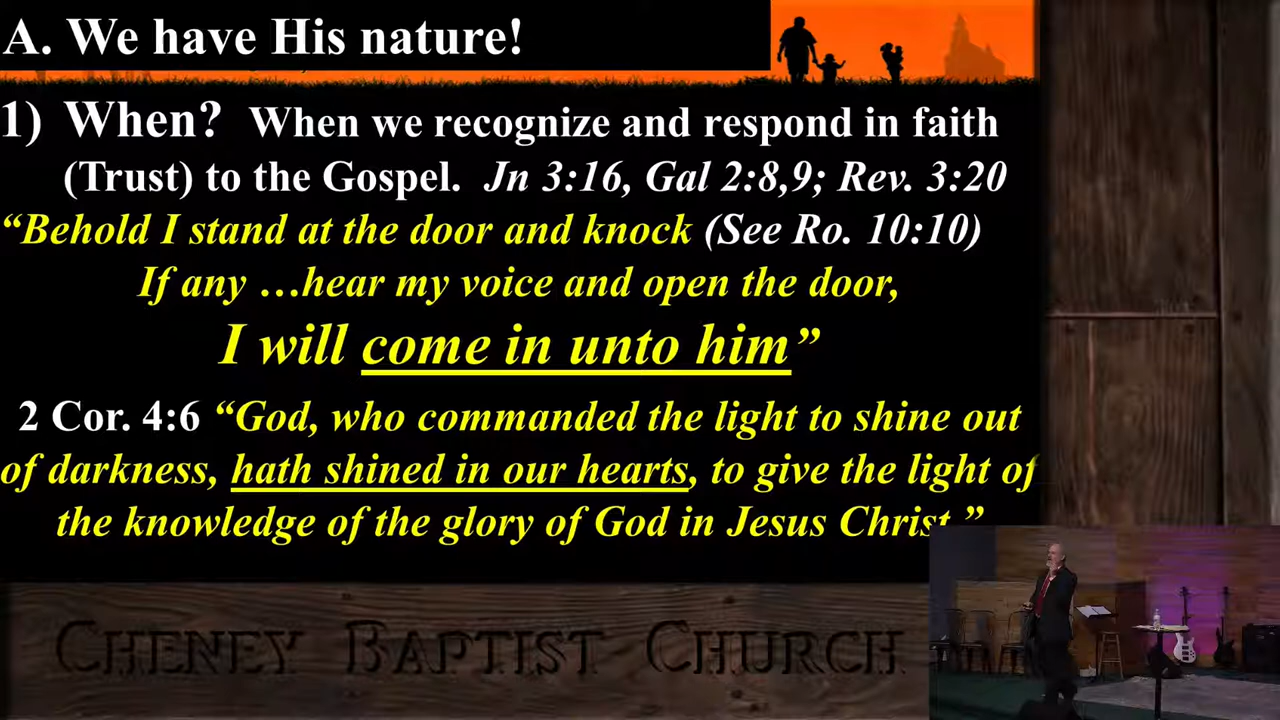 A. We have His nature!
1) When? When we recognize and respond in faith
(Trust) to the Gospel. Jn 3:16, Gal 2:8,9; Rev. 3:20
“Behold I stand at the door and knock (See Ro. 10:10)
If any …hear my voice and open the door,
I will come in unto him”
2 Cor. 4:6 “God, who commanded the light to shine out
of darkness, hath shined in our hearts, to give the light of
the knowledge of the glory of God in Jesus Christ.”
CHENEY BAPTIST CHURCH